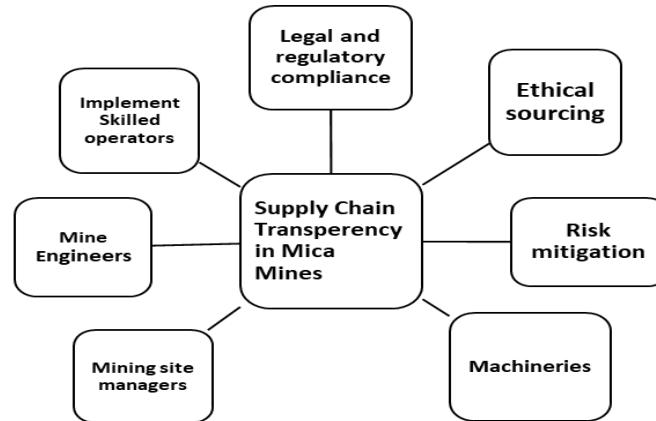 Legal and
regulatory
compliance
Implement
Skilled
operators
Ethical
sourcing
Supply Chain
Transperency
in Mica
Mines
Mine
Engineers
Risk
mitigation
Mining site
managers
Machineries